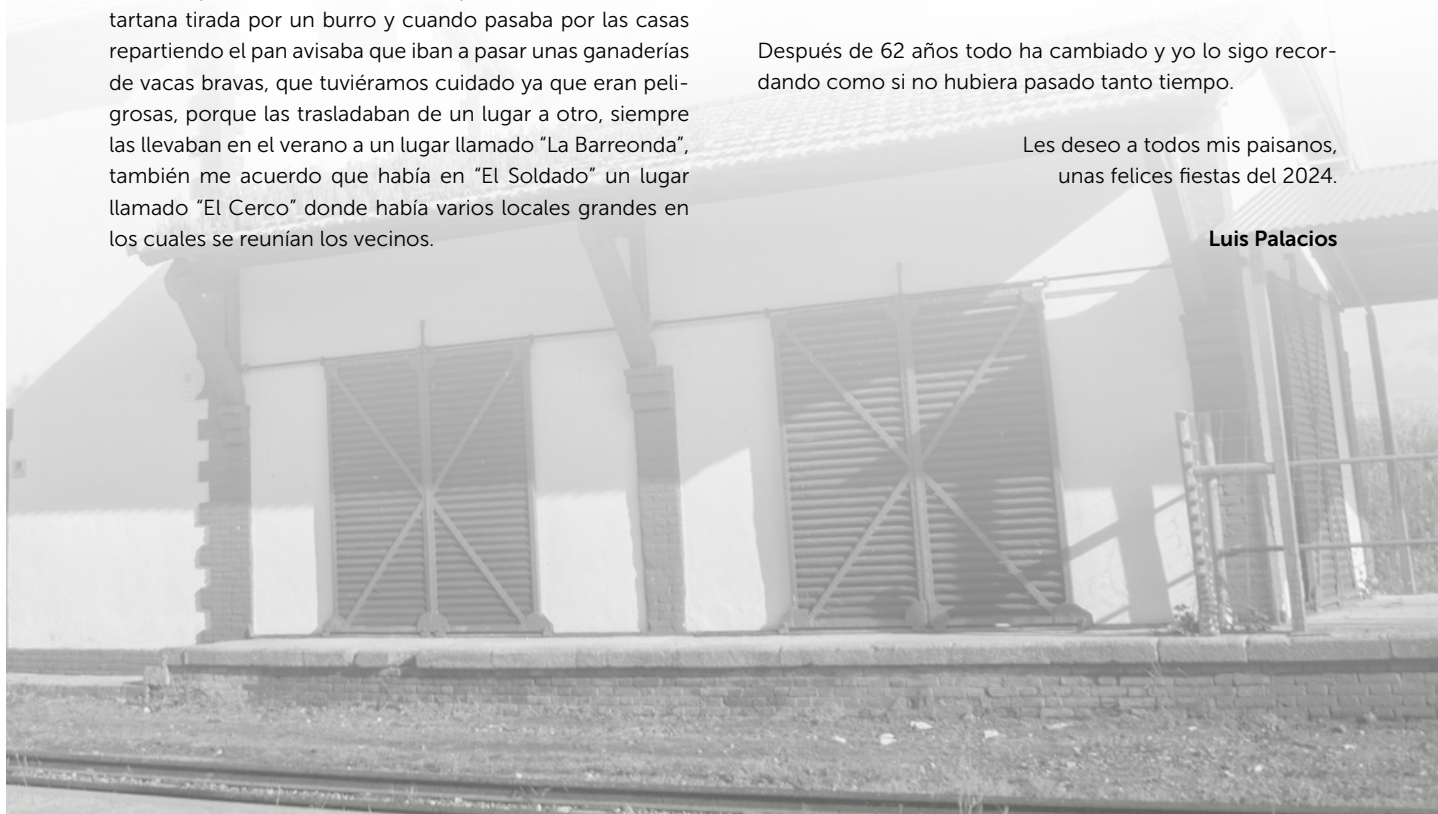 tartana tirada por un burro y cuando pasaba por las casas
repartiendo el pan avisaba que iban a pasar unas ganaderías
de vacas bravas, que tuviéramos cuidado ya que eran peli-
grosas, porque las trasladaban de un lugar a otro, siempre
las llevaban en el verano a un lugar llamado “La Barreonda”,
también me acuerdo que había en “El Soldado” un lugar
llamado “El Cerco” donde había varios locales grandes en
los cuales se reunían los vecinos.
Después de 62 años todo ha cambiado y yo lo sigo recor-
dando como si no hubiera pasado tanto tiempo.
Les deseo a todos mis paisanos,
unas felices fiestas del 2024.
Luis Palacios